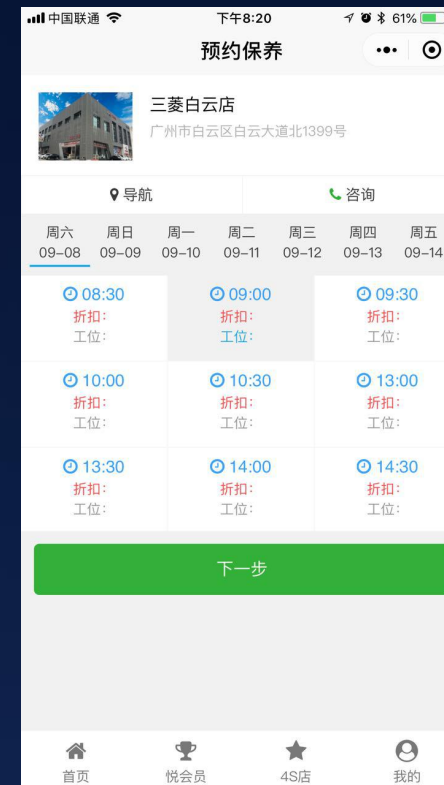 中国联通 下午8:20 61%
预约保养
三菱白云店
广州市白云区白云大道北1399号
导航 咨询
周六 周日 周一 周二 周三 周四 周五
09-08 09-09 09-10 09-11 09-12 09-13 09-14
08:30 09:00 09:30
折扣: 折扣: 折扣:
工位: 工位: 工位:
10:00 10:30 13:00
折扣: 折扣: 折扣:
工位: 工位: 工位:
13:30 14:00 14:30
折扣: 折扣: 折扣:
工位: 工位: 工位:
下一步
首页 悦会员 4S店 我的